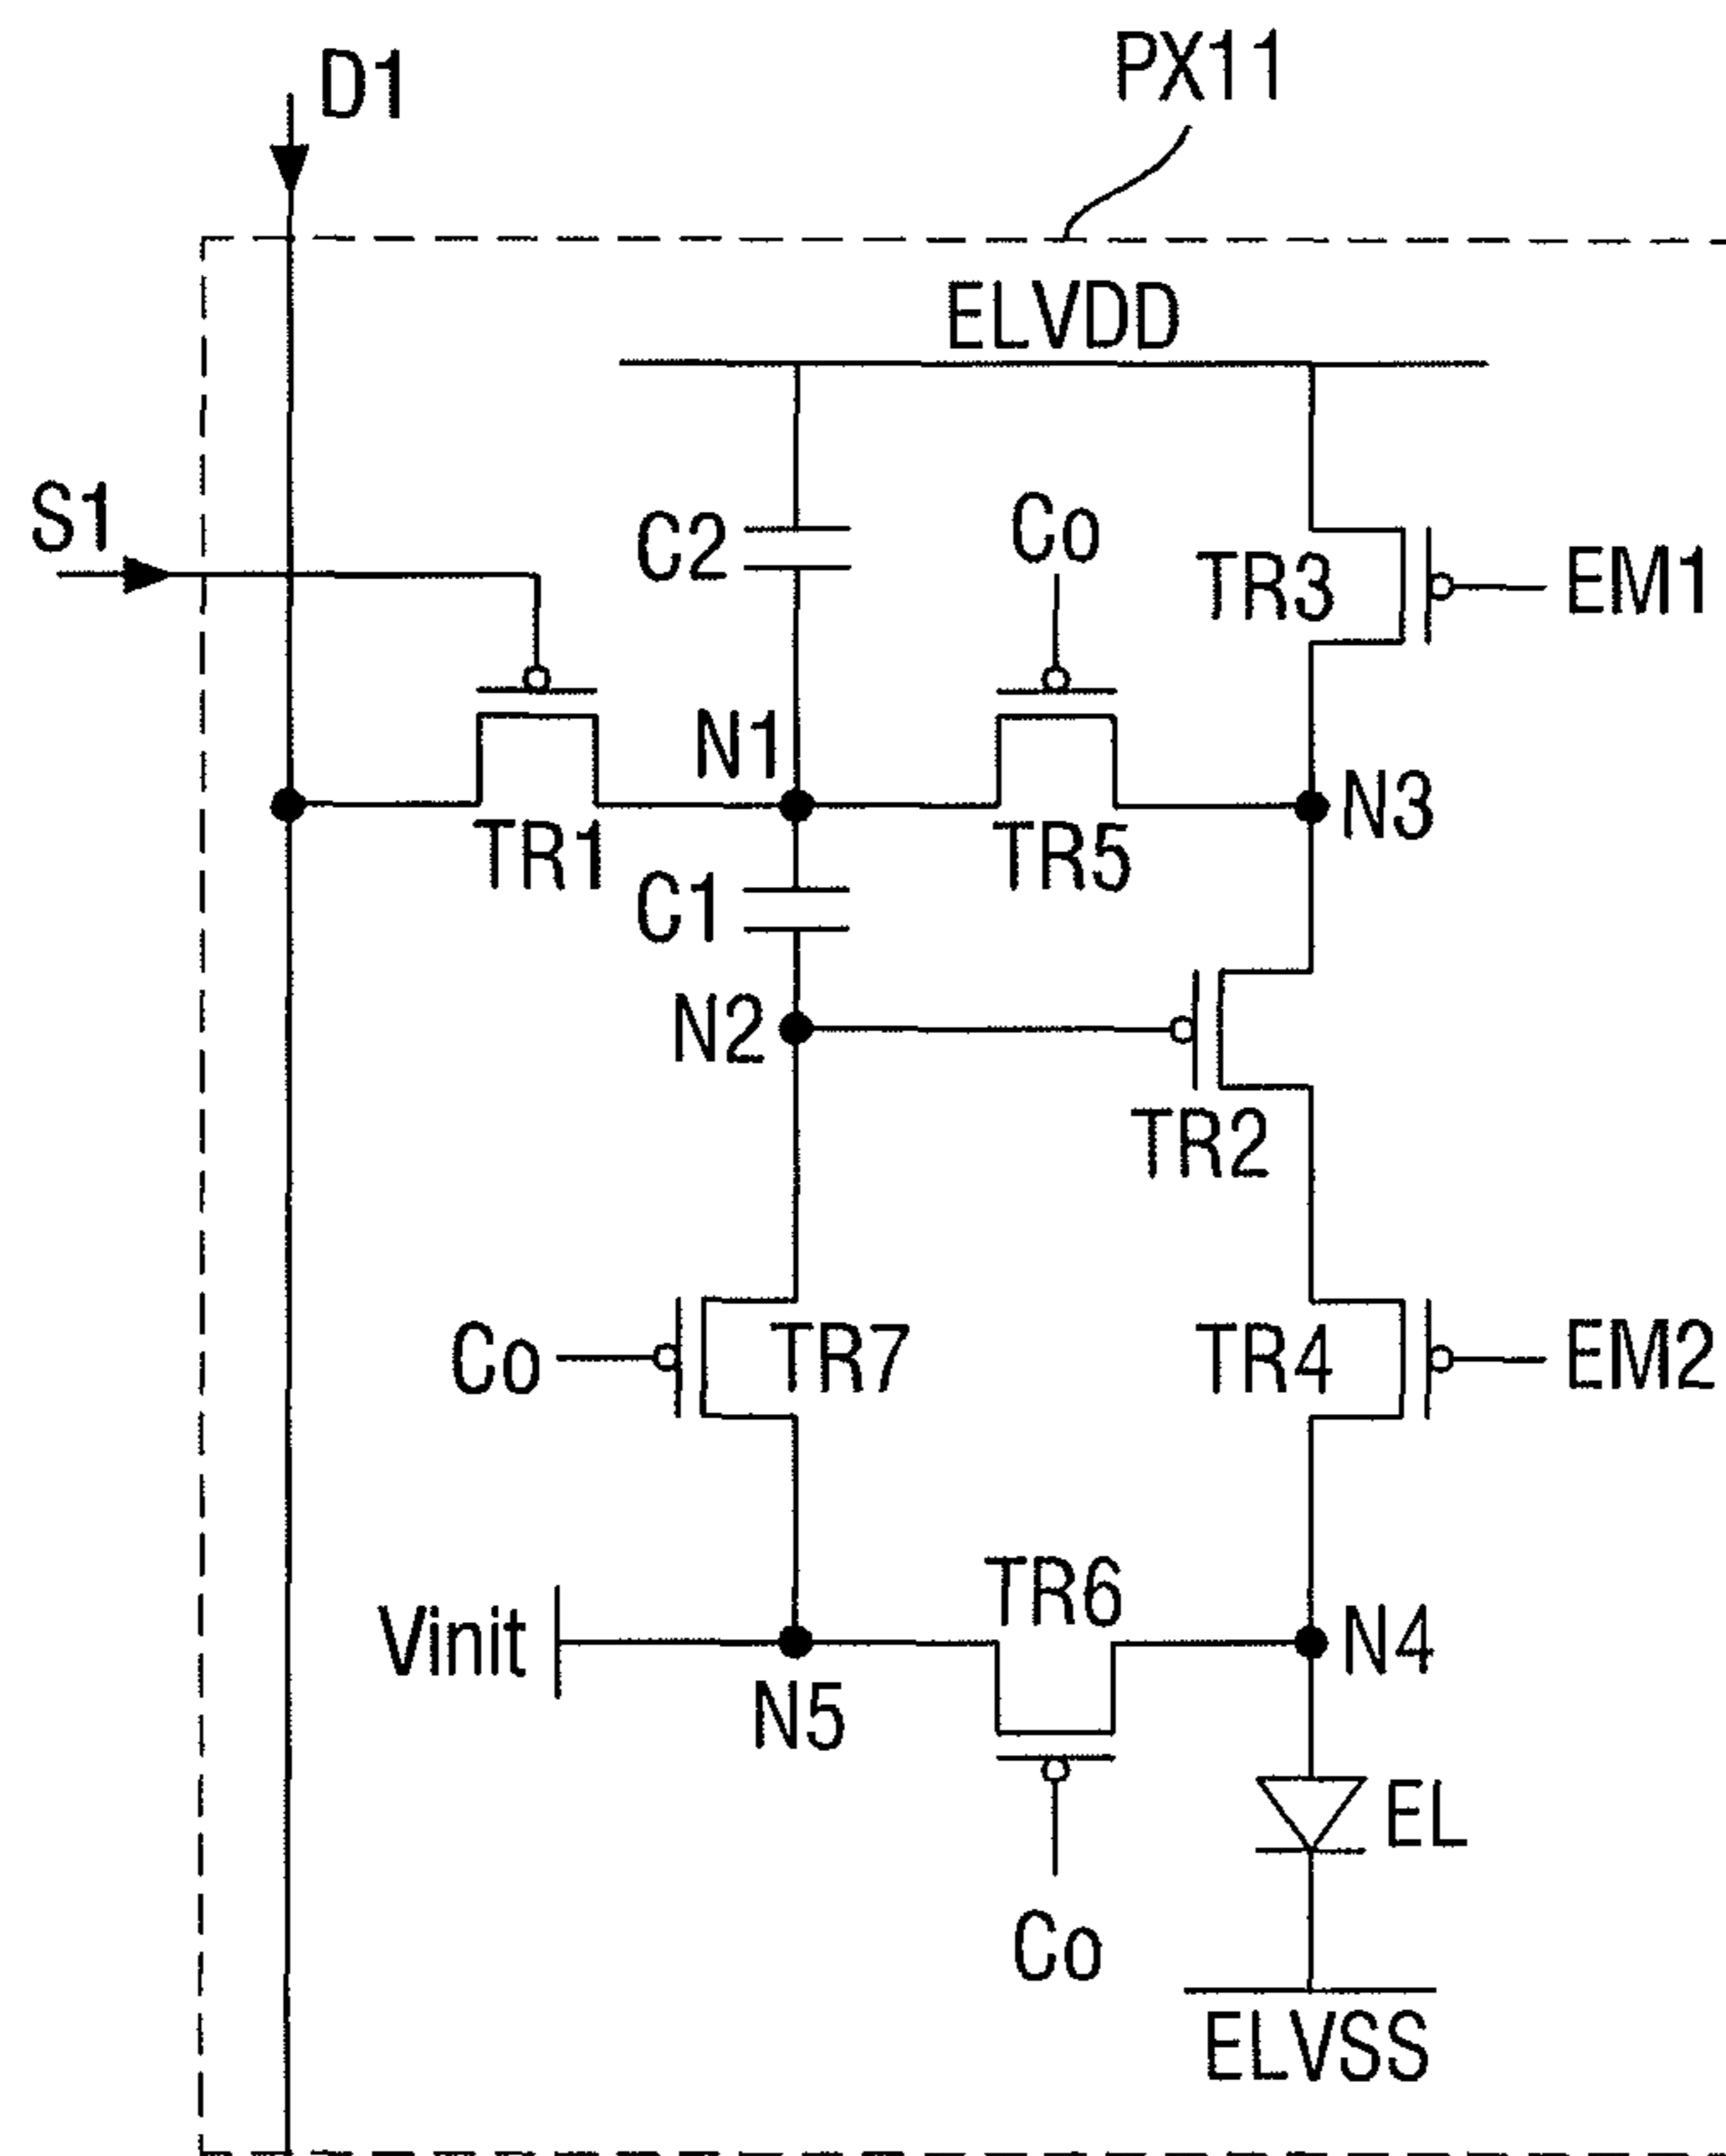 PX11
D1
ELVDD
S1
C2
Co
TR3
EM1
N1
N3
TR1
TR5
C1
N2
TR2
Co
TR7
TR4
EM2
TR6
Vinit
N4
N5
EL
Co
ELVSS